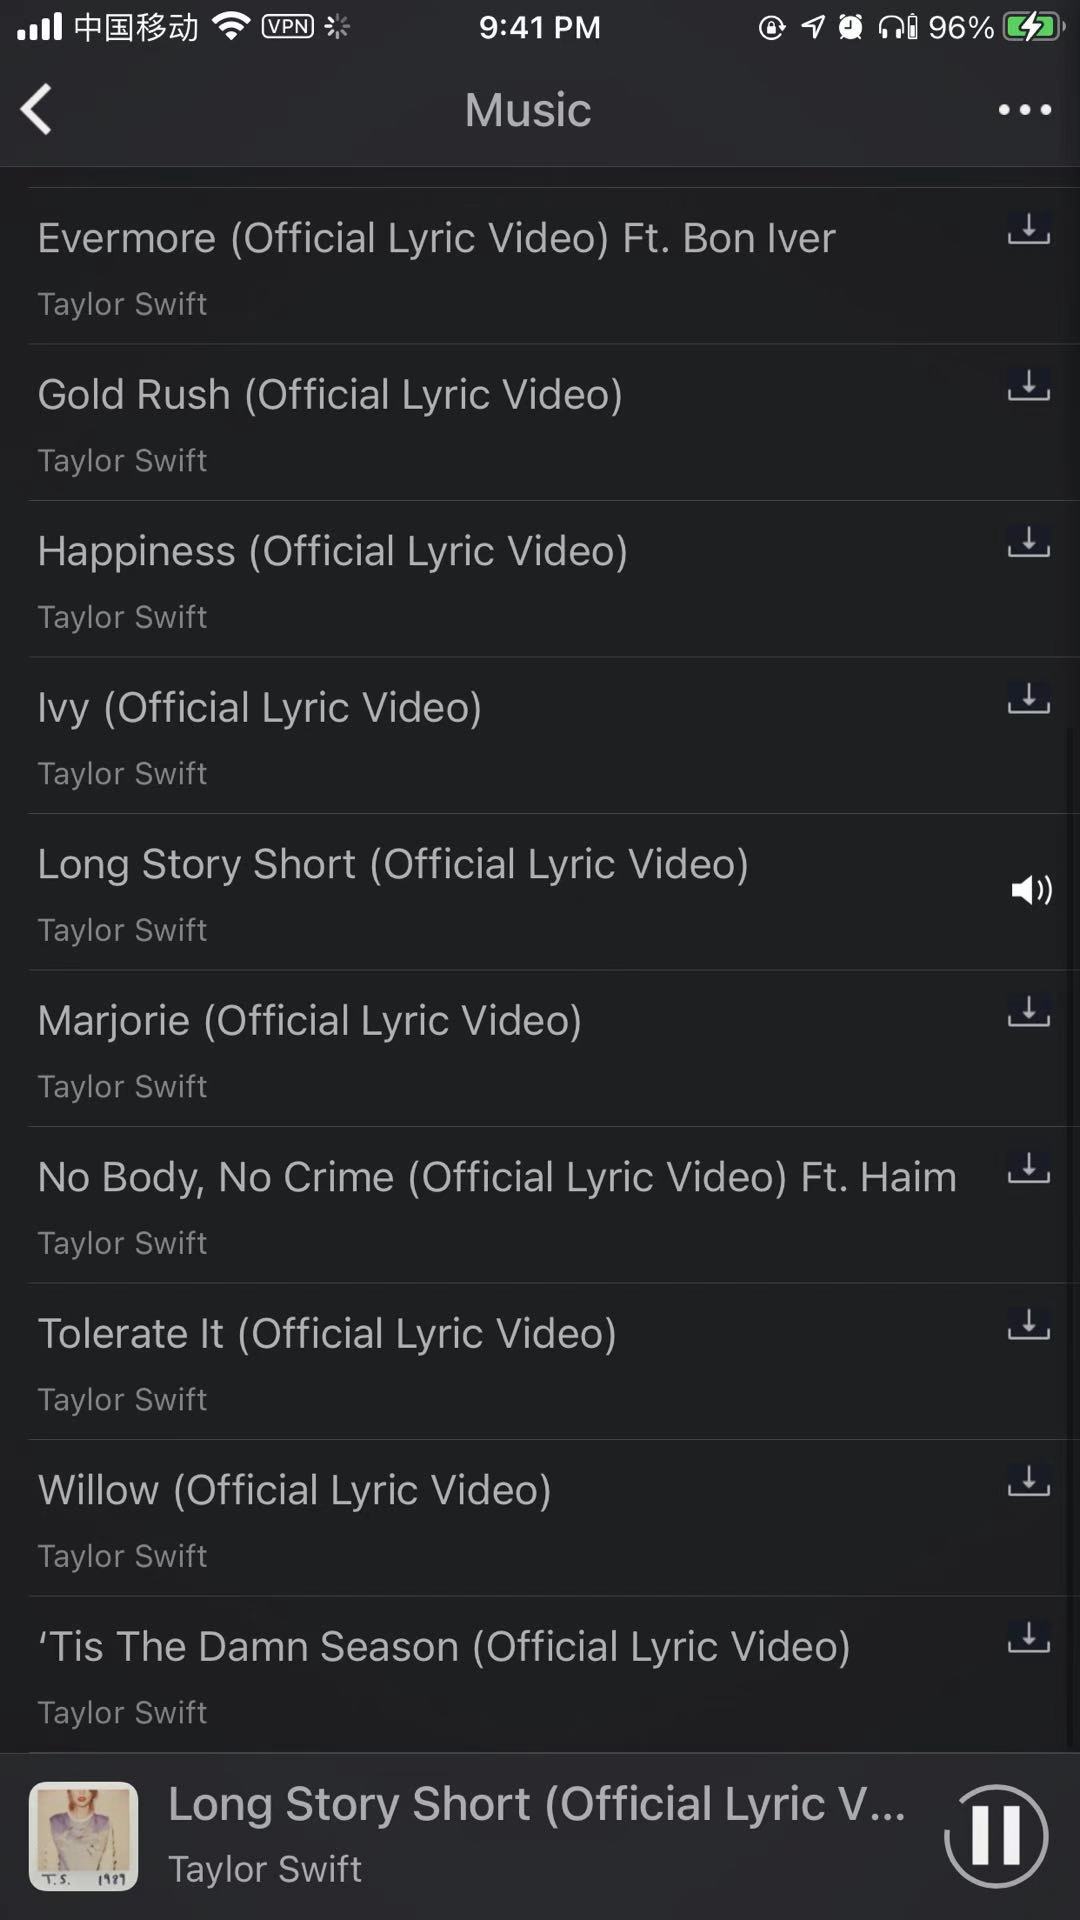 中国移动 VPN 9:41 PM 96%
Music
Evermore (Official Lyric Video) Ft. Bon Iver
Taylor Swift
Gold Rush (Official Lyric Video)
Taylor Swift
Happiness (Official Lyric Video)
Taylor Swift
Ivy (Official Lyric Video)
Taylor Swift
Long Story Short (Official Lyric Video)
Taylor Swift
Marjorie (Official Lyric Video)
Taylor Swift
No Body, No Crime (Official Lyric Video) Ft. Haim
Taylor Swift
Tolerate It (Official Lyric Video)
Taylor Swift
Willow (Official Lyric Video)
Taylor Swift
‘Tis The Damn Season (Official Lyric Video)
Taylor Swift
Long Story Short (Official Lyric V...
Taylor Swift
T.S. 1989